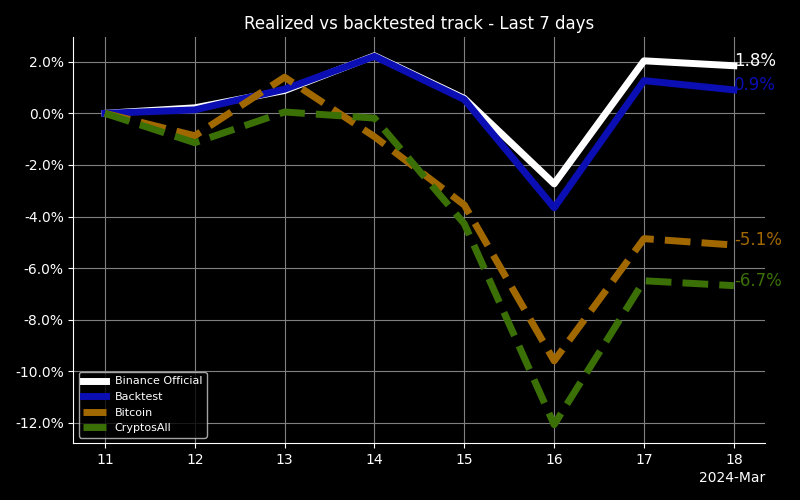 Realized vs backtested track - Last 7 days
2.0%
0.0%
-2.0%
-4.0%
-6.0%
-8.0%
-10.0%
-12.0%
1.8%
0.9%
-5.1%
-6.7%
Binance Official
Backtest
Bitcoin
CryptosAll
11 12 13 14 15 16 17 18
2024-Mar